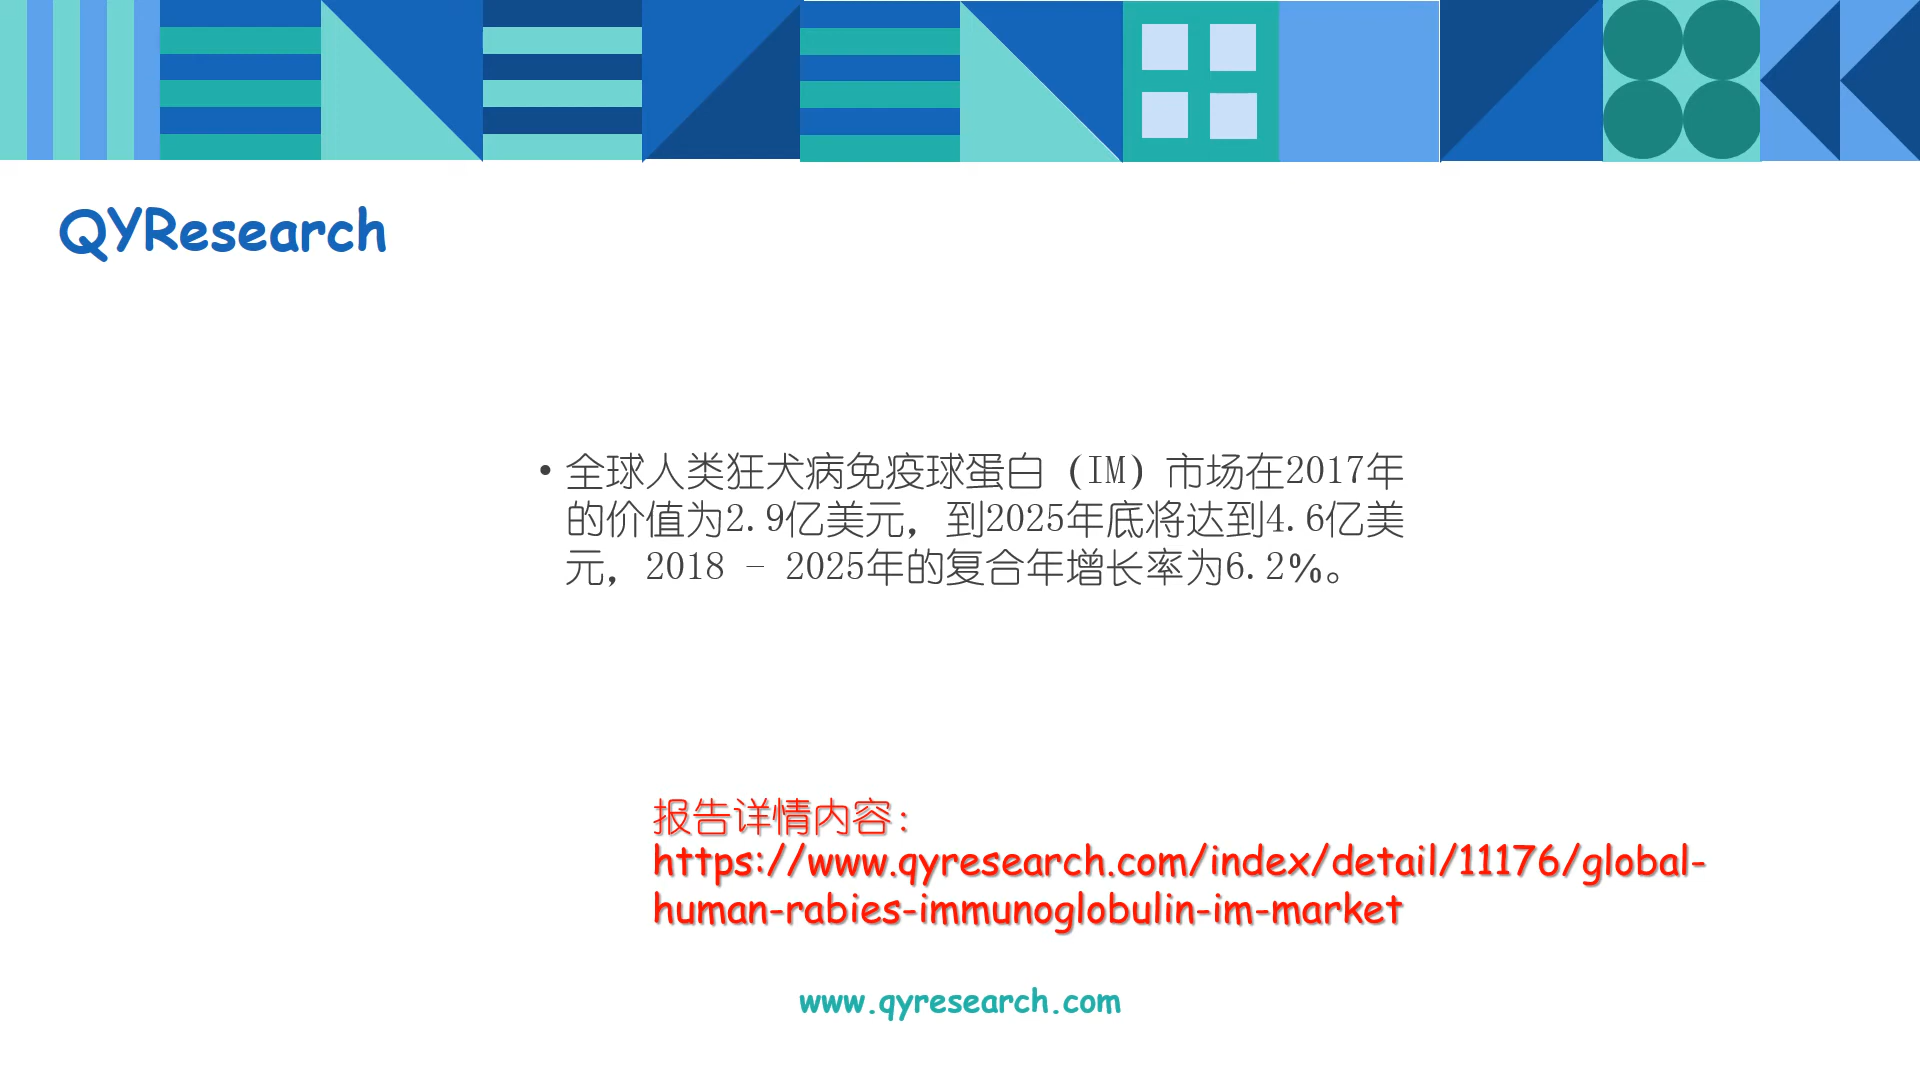 QYResearch
• 全球人类狂犬病免疫球蛋白（IM）市场在2017年
的价值为2.9亿美元，到2025年底将达到4.6亿美
元，2018 - 2025年的复合年增长率为6.2%。
报告详情内容：
https://www.qyresearch.com/index/detail/11176/global-
human-rabies-immunoglobulin-im-market
www.qyresearch.com